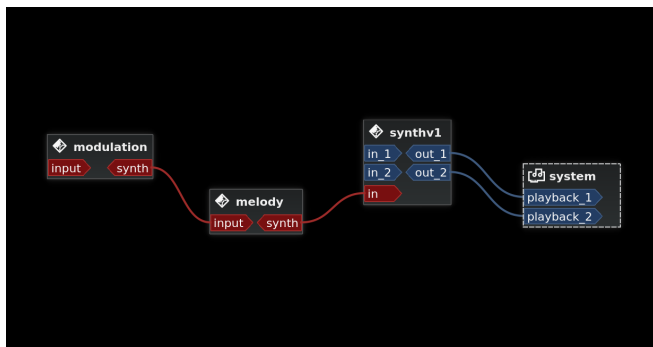 modulation
input synth
melody
input synth
synthv1
in_1 out_1
in_2 out_2
in
system
playback_1
playback_2